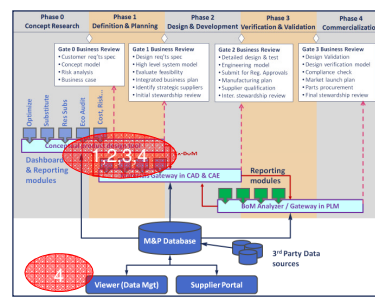 Phase 0
Concept Research
Phase 1
Definition & Planning
Phase 2
Design & Development
Phase 3
Verification & Validation
Phase 4
Commercialization
Gate 0 Business Review
• Customer req'ts spec
• Concept model
• Risk analysis
• Business case
Gate 1 Business Review
• Design req'ts spec
• High level system model
• Evaluate feasibility
• Integrated business plan
• Identify strategic suppliers
• Initial stewardship review
Gate 2 Business Review
• Detailed design & test
• Engineering model
• Submit for Reg. Approvals
• Manufacturing plan
• Supplier qualification
• Inter. stewardship review
Gate 3 Business Review
• Design Validation
• Design verification model
• Compliance check
• Market launch plan
• Parts procurement
• Final stewardship review
Optimize
Substitute
Res Subs
Eco Audit
Cost, Risk,
Conceptual product design tool
1,2,3,4
BoM
Dashboard
& Reporting
modules
Gateway in CAD & CAE
Reporting
modules
BoM Analyzer / Gateway in PLM
M&P Database
3rd Party Data
sources
4
Viewer (Data Mgt)
Supplier Portal